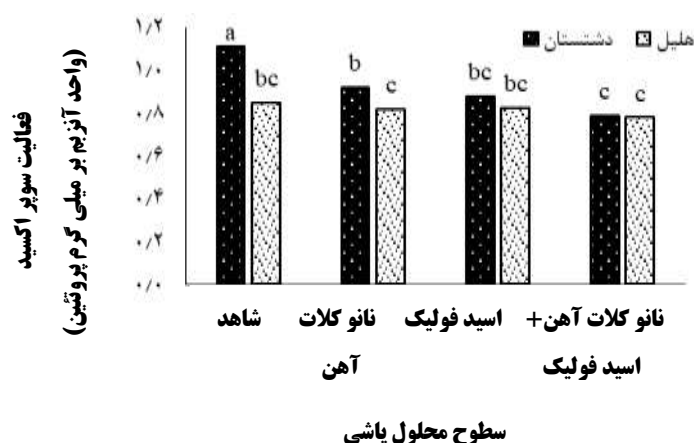 فعالیت سوپر اکسید
(واحد آنزیم بر میلی گرم پروتئین)
۱/۲
۱/۰
۰/۸
۰/۶
۰/۴
۰/۲
۰/۰
دشتستان
هلیل
a
bc
b
c
bc
bc
c
c
شاهد
نانو کلات
آهن
اسید فولیک
نانو کلات آهن+
اسید فولیک
سطوح محلول پاشی